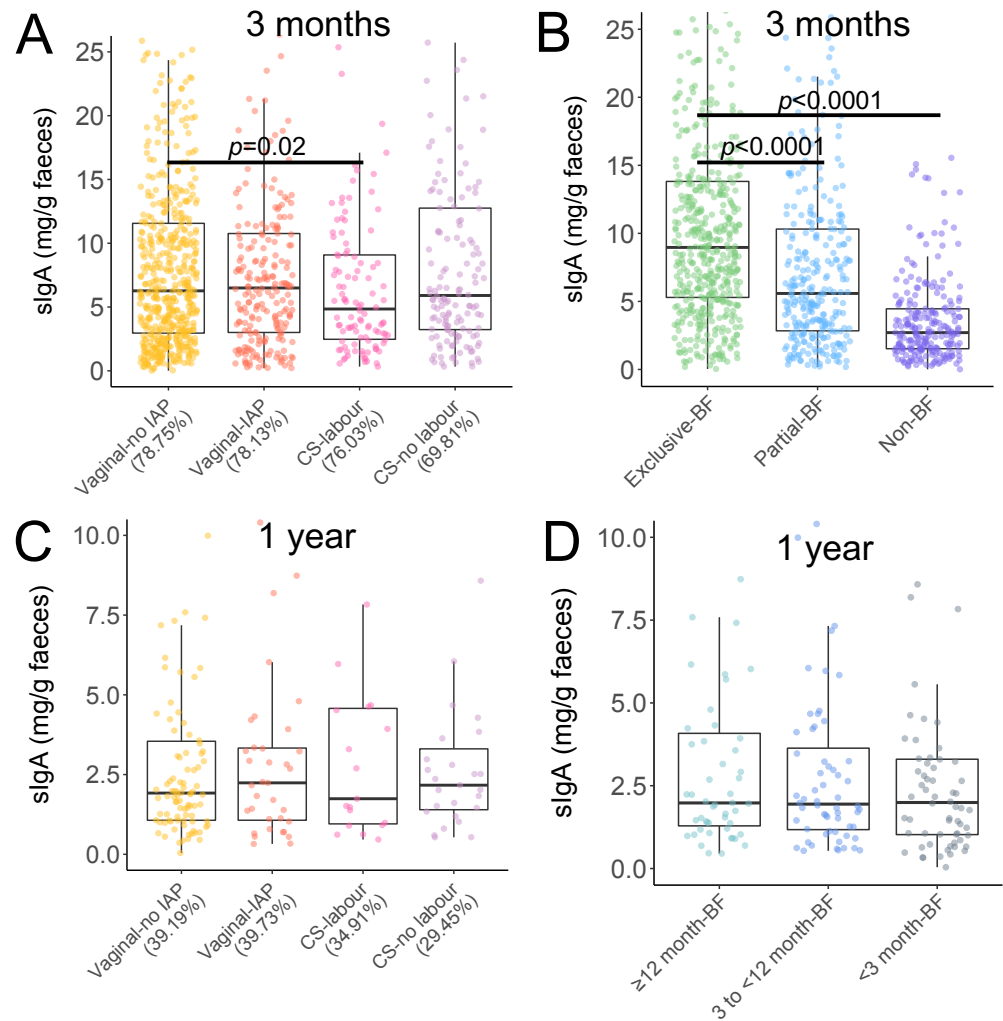 A
3 months
sIgA (mg/g faeces)
25
20
15
10
5
0
p=0.02
Vaginal-no IAP
(78.75%)
Vaginal-IAP
(78.13%)
CS-labour
(76.03%)
CS-no labour
(69.81%)
B
3 months
sIgA (mg/g faeces)
25
20
15
10
5
0
p<0.0001
p<0.0001
Exclusive-BF
Partial-BF
Non-BF
C
1 year
sIgA (mg/g faeces)
10.0
7.5
5.0
2.5
0.0
Vaginal-no IAP
(39.19%)
Vaginal-IAP
(39.73%)
CS-labour
(34.91%)
CS-no labour
(29.45%)
D
1 year
sIgA (mg/g faeces)
10.0
7.5
5.0
2.5
0.0
≥12 month-BF
3 to <12 month-BF
<3 month-BF